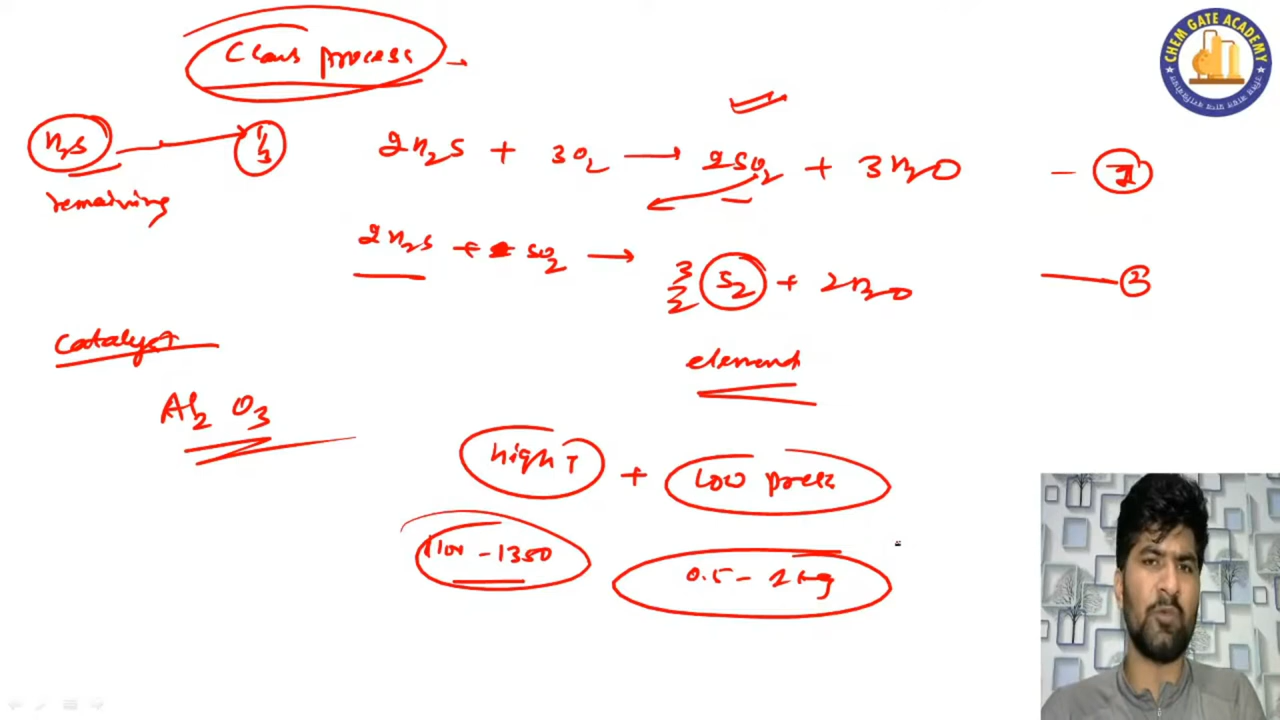 Claus process →
H₂S → 1/3 2H₂S + 3O₂ → 2SO₂ + 3H₂O - 1
remaining
2H₂S + SO₂ → 3/2 S₂ + 2H₂O - 2
Catalyst
element
Al₂O₃
high T + Low press
1100 - 1350 0.5 - 2 kg
CHEM GATE ACADEMY